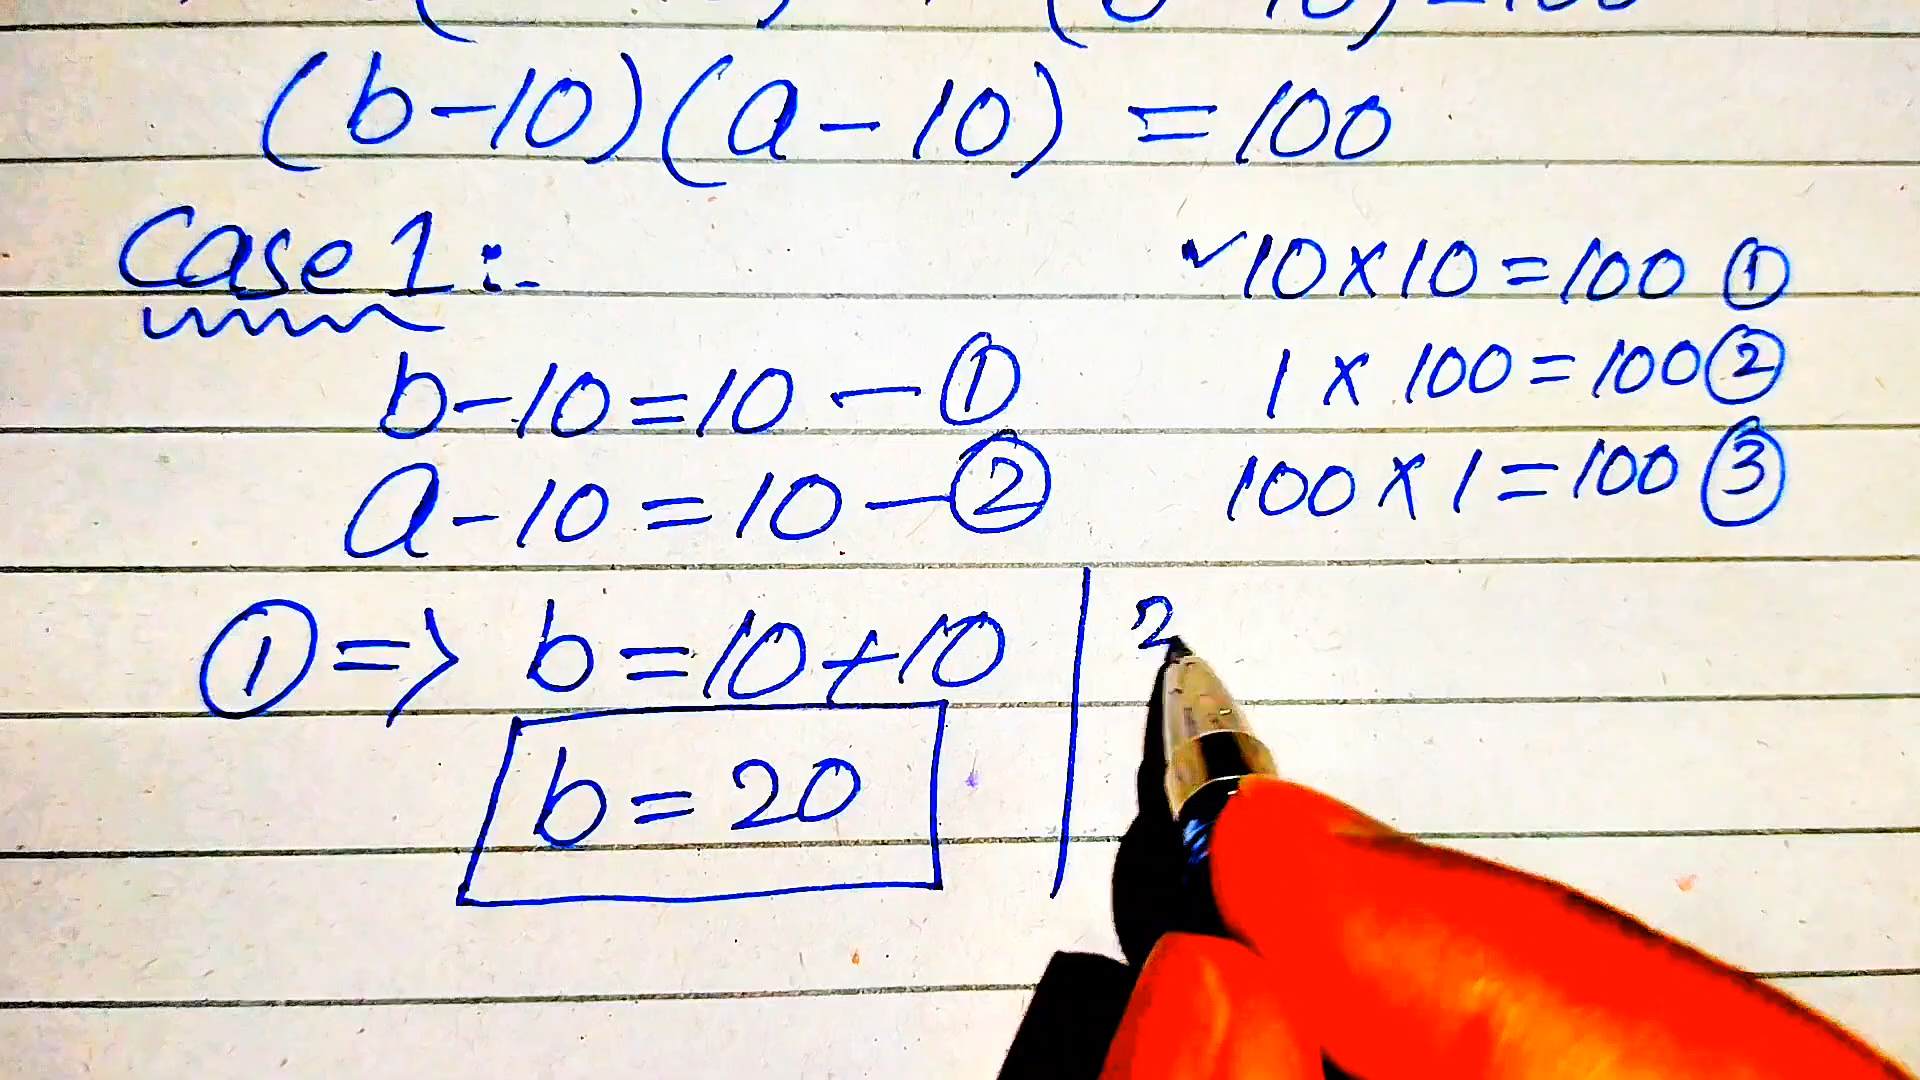 (b-10)(a-10) = 100
Case 1:-
✓10×10=100 ①
b-10=10 - ①
1 × 100=100 ②
a-10=10 - ②
100 × 1=100 ③
① => b=10+10
2
b=20